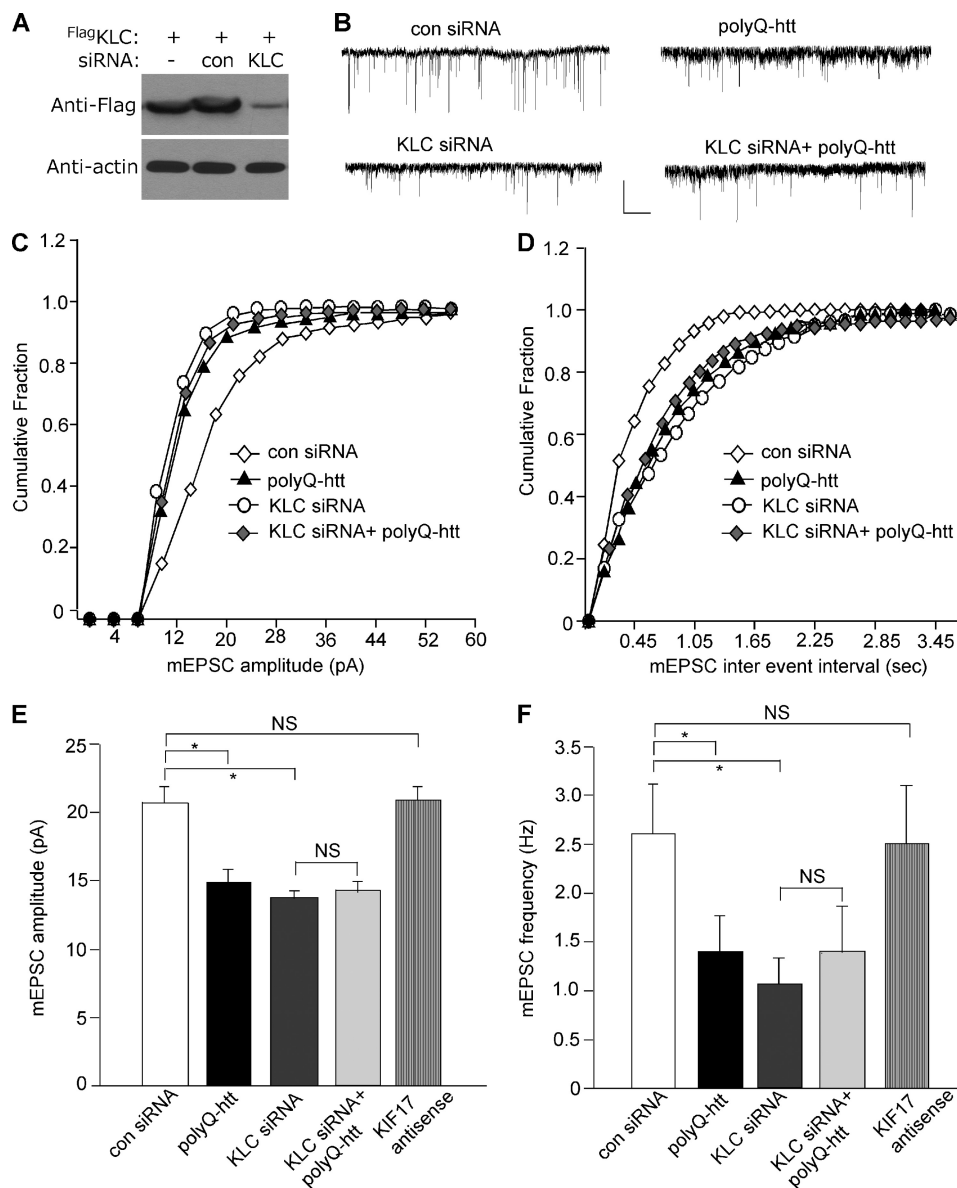 A
FlagKLC: + + +
siRNA: - con KLC
Anti-Flag
Anti-actin
B
con siRNA
polyQ-htt
KLC siRNA
KLC siRNA+ polyQ-htt
C
1.2
1.0
0.8
0.6
0.4
0.2
0
Cumulative Fraction
con siRNA
polyQ-htt
KLC siRNA
KLC siRNA+ polyQ-htt
4 12 20 28 36 44 52 60
mEPSC amplitude (pA)
D
1.2
1.0
0.8
0.6
0.4
0.2
0
Cumulative Fraction
con siRNA
polyQ-htt
KLC siRNA
KLC siRNA+ polyQ-htt
0.45 1.05 1.65 2.25 2.85 3.45
mEPSC inter event interval (sec)
E
25
20
15
10
5
0
mEPSC amplitude (pA)
NS
*
*
NS
con siRNA
polyQ-htt
KLC siRNA
KLC siRNA+
polyQ-htt
KIF17
antisense
F
3.5
3.0
2.5
2.0
1.5
1.0
0.5
0
mEPSC frequency (Hz)
NS
*
*
NS
con siRNA
polyQ-htt
KLC siRNA
KLC siRNA+
polyQ-htt
KIF17
antisense